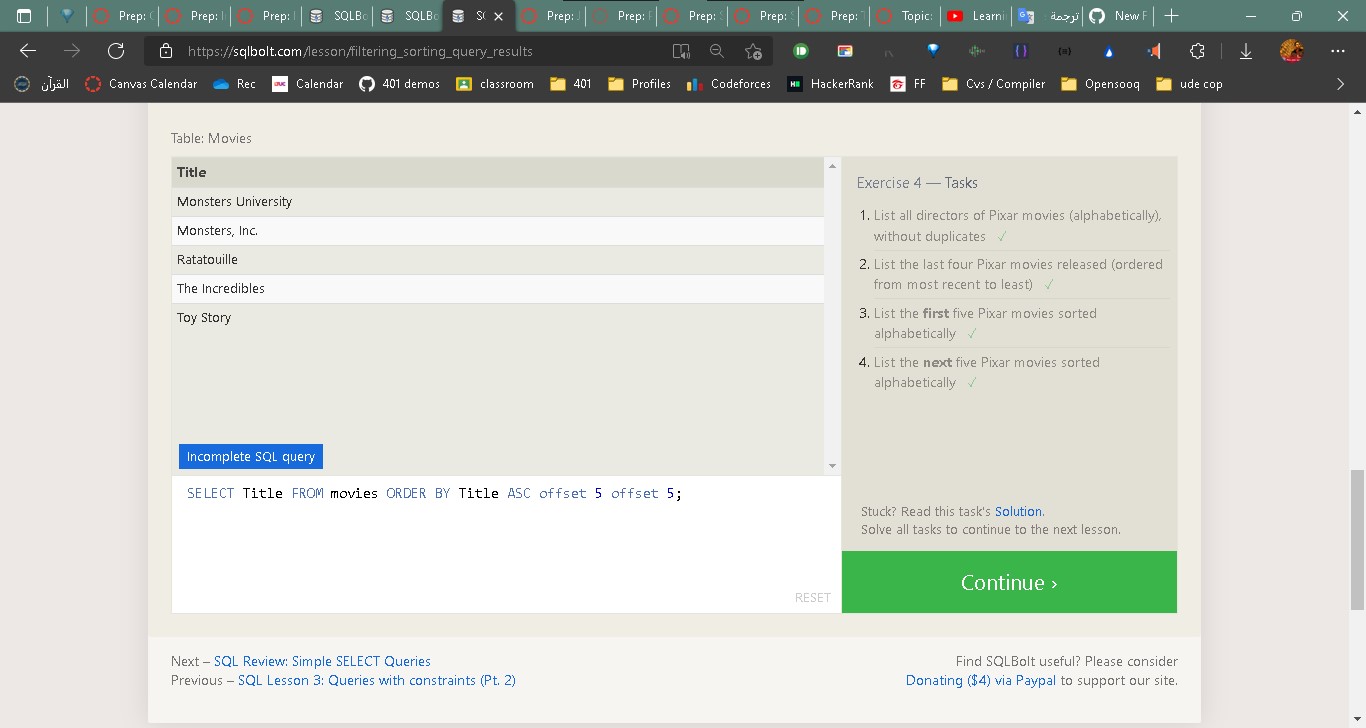 Prep:
Prep:
Prep:
SQLBo
SQLBo
SC
Prep:
Prep:
Prep:
Prep:
Prep:
Topic:
Learni
ترجمة
New F
https://sqlbolt.com/lesson/filtering_sorting_query_results
القرآن
Canvas Calendar
Rec
Calendar
401 demos
classroom
401
Profiles
Codeforces
HackerRank
FF
Cvs / Compiler
Opensooq
ude cop
Table: Movies
Title
Monsters University
Monsters, Inc.
Ratatouille
The Incredibles
Toy Story
Incomplete SQL query
SELECT Title FROM movies ORDER BY Title ASC offset 5 offset 5;
RESET
Exercise 4 — Tasks
1. List all directors of Pixar movies (alphabetically),
without duplicates ✓
2. List the last four Pixar movies released (ordered
from most recent to least) ✓
3. List the first five Pixar movies sorted
alphabetically ✓
4. List the next five Pixar movies sorted
alphabetically ✓
Stuck? Read this task's Solution.
Solve all tasks to continue to the next lesson.
Continue ›
Next – SQL Review: Simple SELECT Queries
Previous – SQL Lesson 3: Queries with constraints (Pt. 2)
Find SQLBolt useful? Please consider
Donating ($4) via Paypal to support our site.